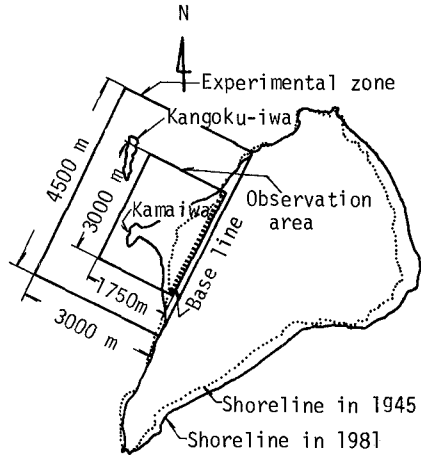 N
Experimental zone
Kangoku-iwa
4500 m
3000 m
Kamaiwa
Observation
area
Base line
1750m
3000 m
Shoreline in 1945
Shoreline in 1981